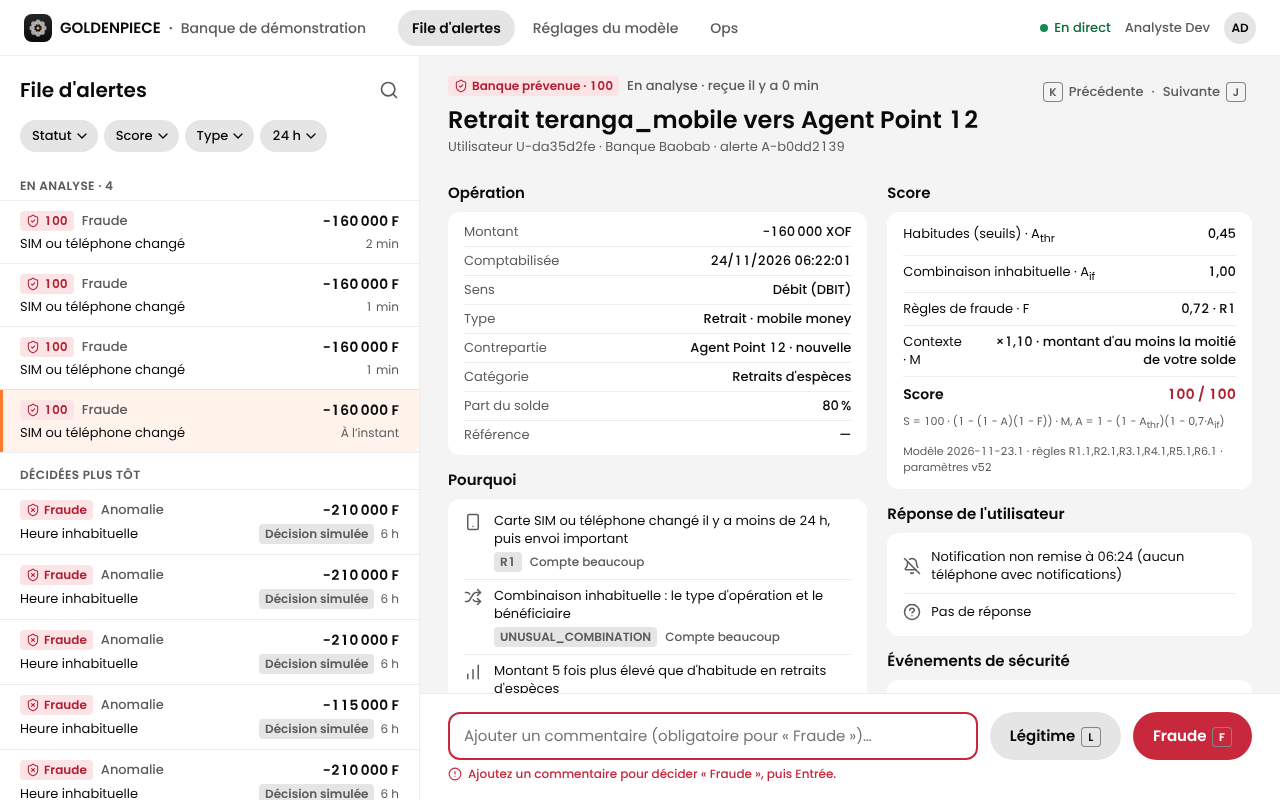 GOLDENPIECE · Banque de démonstration
File d'alertes
Réglages du modèle
Ops
En direct
Analyste Dev
AD
File d'alertes
Statut
Score
Type
24 h
EN ANALYSE · 4
100 Fraude -160 000 F
SIM ou téléphone changé 2 min
100 Fraude -160 000 F
SIM ou téléphone changé 1 min
100 Fraude -160 000 F
SIM ou téléphone changé 1 min
100 Fraude -160 000 F
SIM ou téléphone changé À l'instant
DÉCIDÉES PLUS TÔT
Fraude Anomalie -210 000 F
Heure inhabituelle Décision simulée 6 h
Fraude Anomalie -210 000 F
Heure inhabituelle Décision simulée 6 h
Fraude Anomalie -210 000 F
Heure inhabituelle Décision simulée 6 h
Fraude Anomalie -115 000 F
Heure inhabituelle Décision simulée 6 h
Fraude Anomalie -210 000 F
Heure inhabituelle Décision simulée 6 h
Banque prévenue · 100 En analyse · reçue il y a 0 min
K Précédente · Suivante J
Retrait teranga_mobile vers Agent Point 12
Utilisateur U-da35d2fe · Banque Baobab · alerte A-b0dd2139
Opération
Montant -160 000 XOF
Comptabilisée 24/11/2026 06:22:01
Sens Débit (DBIT)
Type Retrait · mobile money
Contrepartie Agent Point 12 · nouvelle
Catégorie Retraits d'espèces
Part du solde 80 %
Référence —
Pourquoi
Carte SIM ou téléphone changé il y a moins de 24 h,
puis envoi important
R1 Compte beaucoup
Combinaison inhabituelle : le type d'opération et le
bénéficiaire
UNUSUAL_COMBINATION Compte beaucoup
Montant 5 fois plus élevé que d'habitude en retraits
d'espèces
Score
Habitudes (seuils) · Athr 0,45
Combinaison inhabituelle · Aif 1,00
Règles de fraude · F 0,72 · R1
Contexte ×1,10 · montant d'au moins la moitié
· M de votre solde
Score 100 / 100
S = 100 · (1 - (1 - A)(1 - F)) · M, A = 1 - (1 - Athr)(1 - 0,7·Aif)
Modèle 2026-11-23.1 · règles R1.1,R2.1,R3.1,R4.1,R5.1,R6.1 ·
paramètres v52
Réponse de l'utilisateur
Notification non remise à 06:24 (aucun
téléphone avec notifications)
Pas de réponse
Événements de sécurité
Ajouter un commentaire (obligatoire pour « Fraude »)…
Légitime L
Fraude F
Ajoutez un commentaire pour décider « Fraude », puis Entrée.